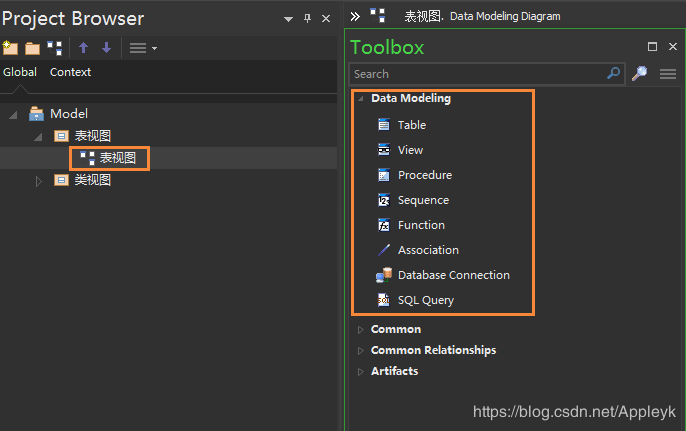 Project Browser
Global Context
Model
表视图
表视图
类视图
表视图. Data Modeling Diagram
Toolbox
Search
Data Modeling
Table
View
Procedure
Sequence
Function
Association
Database Connection
SQL Query
Common
Common Relationships
Artifacts
https://blog.csdn.net/Appleyk